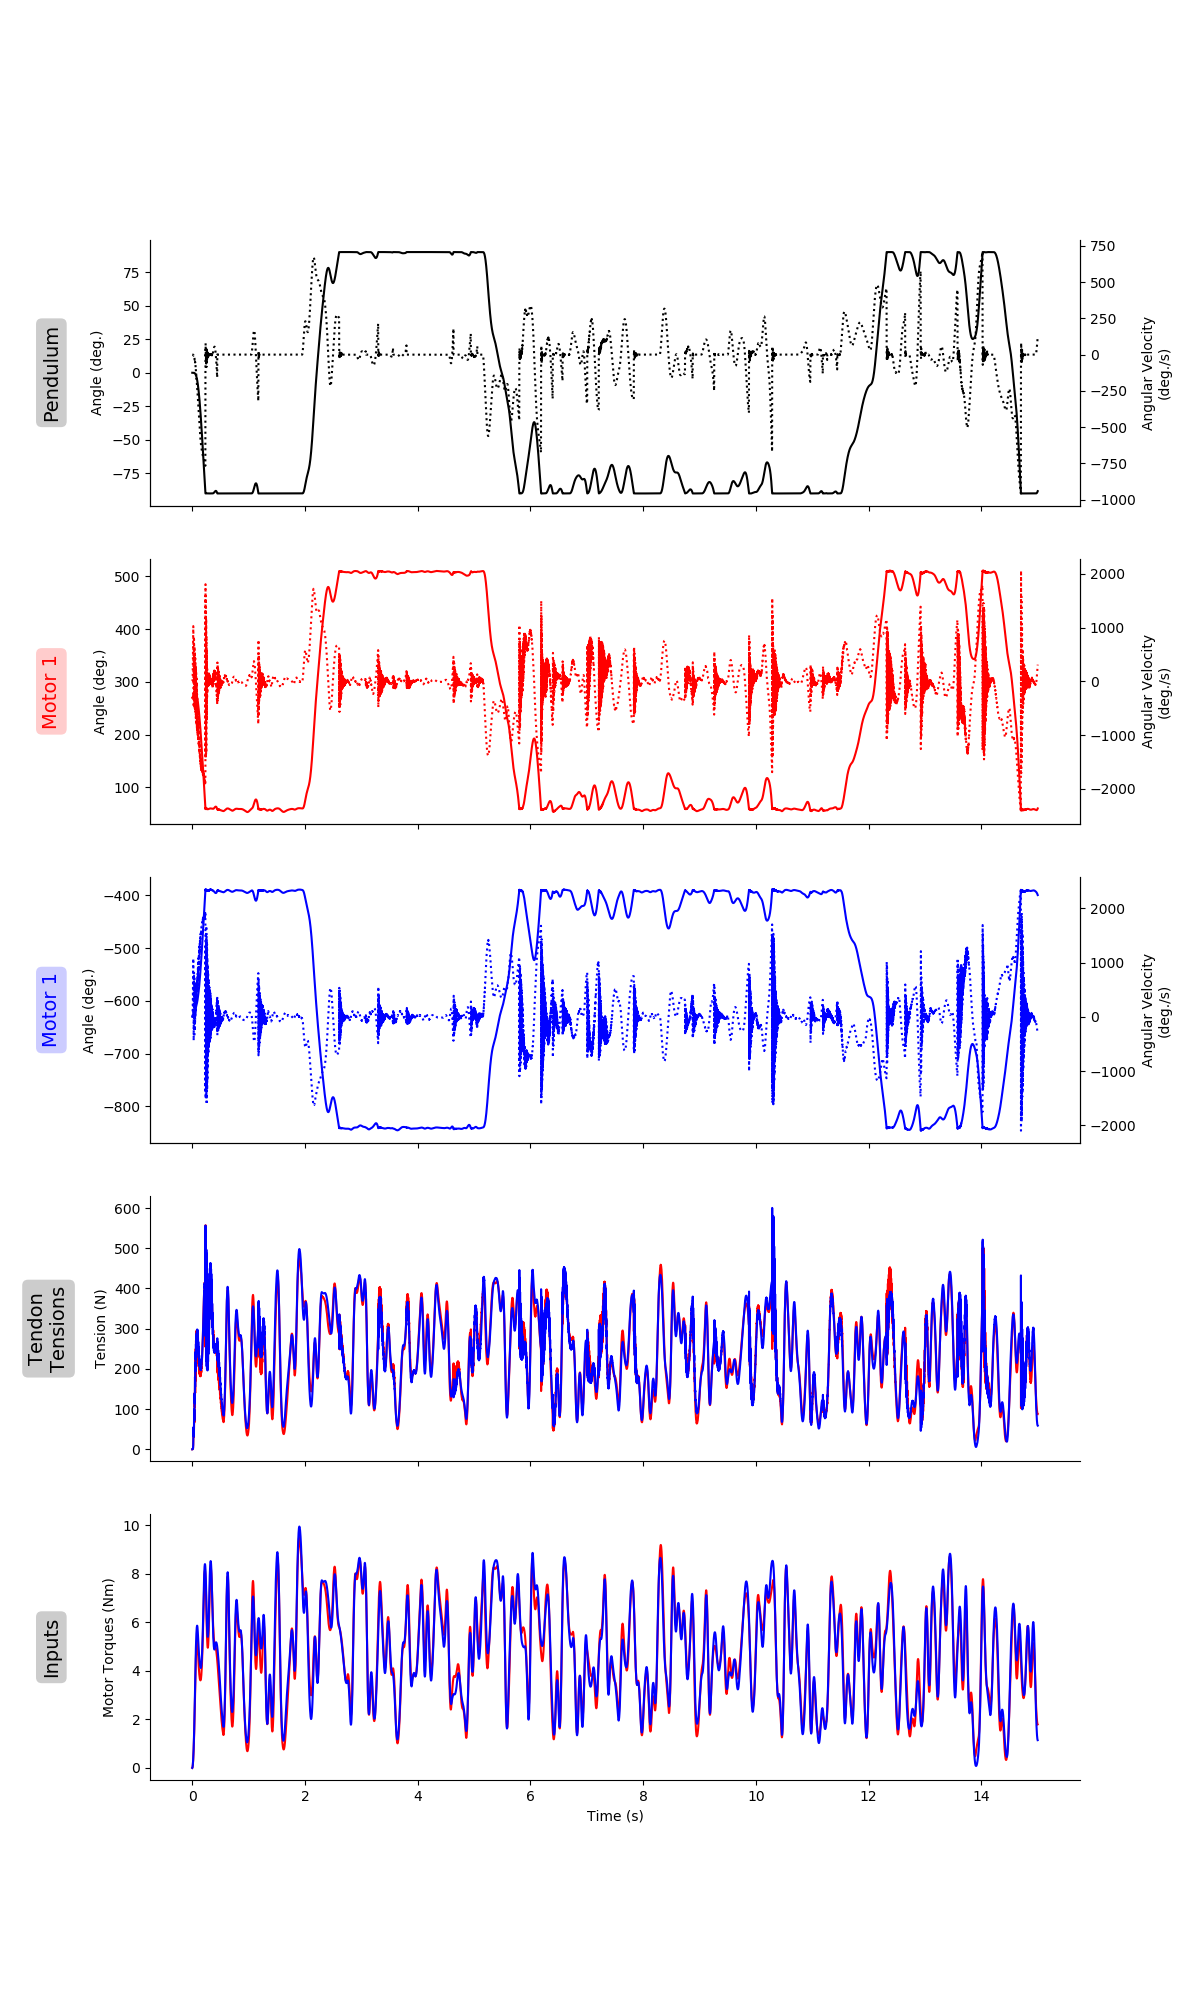 Pendulum
Angle (deg.)
75
50
25
0
−25
−50
−75
750
500
250
0
−250
−500
−750
−1000
Angular Velocity
(deg./s)
Motor 1
Angle (deg.)
500
400
300
200
100
2000
1000
0
−1000
−2000
Angular Velocity
(deg./s)
Motor 1
Angle (deg.)
−400
−500
−600
−700
−800
2000
1000
0
−1000
−2000
Angular Velocity
(deg./s)
Tendon
Tensions
Tension (N)
600
500
400
300
200
100
0
Inputs
Motor Torques (Nm)
10
8
6
4
2
0
0 2 4 6 8 10 12 14
Time (s)